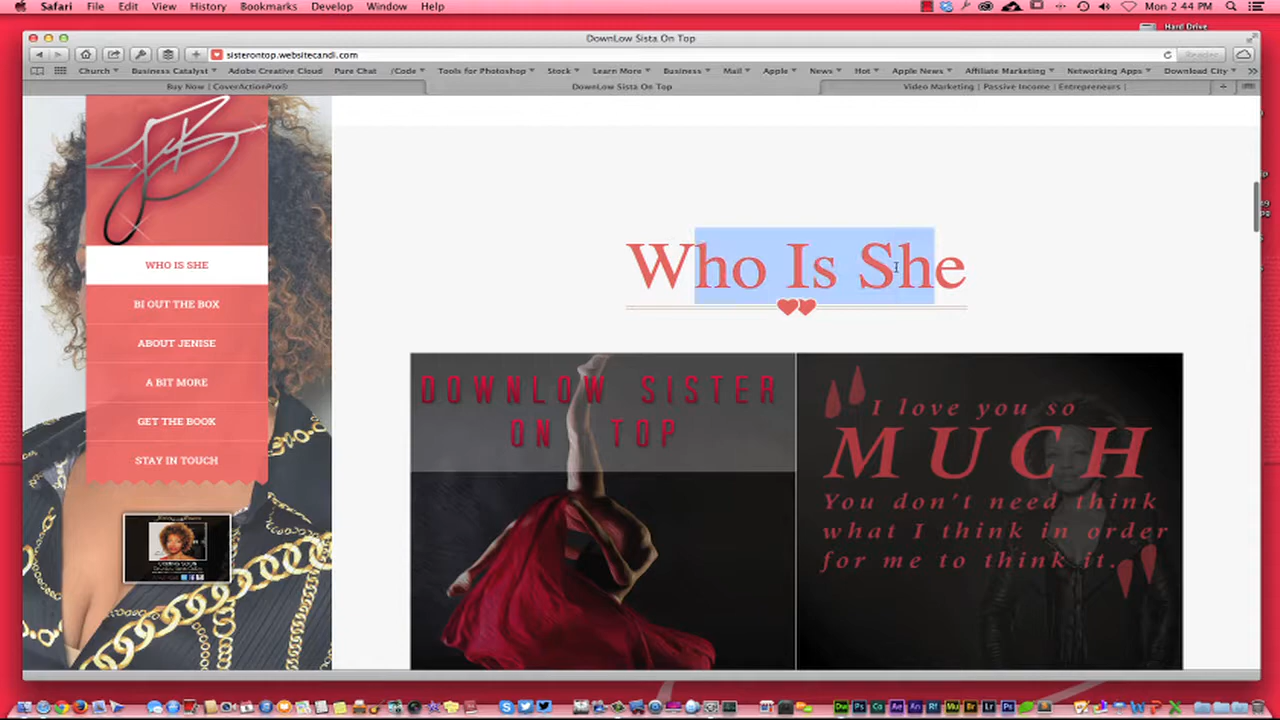 Safari File Edit View History Bookmarks Develop Window Help Mon 2 44 PM
Hard Drive
DownLow Sista On Top
sisterontop.websitecandi.com Reader
Church Business Catalyst Adobe Creative Cloud Pure Chat /Code Tools for Photoshop Stock Learn More Business Mail Apple News Hot Apple News Affiliate Marketing Networking Apps Download City
Buy Now | CoverActionPro® DownLow Sista On Top Video Marketing | Passive Income | Entrepreneurs |
WHO IS SHE
BI OUT THE BOX
ABOUT JENISE
A BIT MORE
GET THE BOOK
STAY IN TOUCH
Who Is She
DOWNLOW SISTER
ON TOP
I love you so
MUCH
You don't need think
what I think in order
for me to think it.